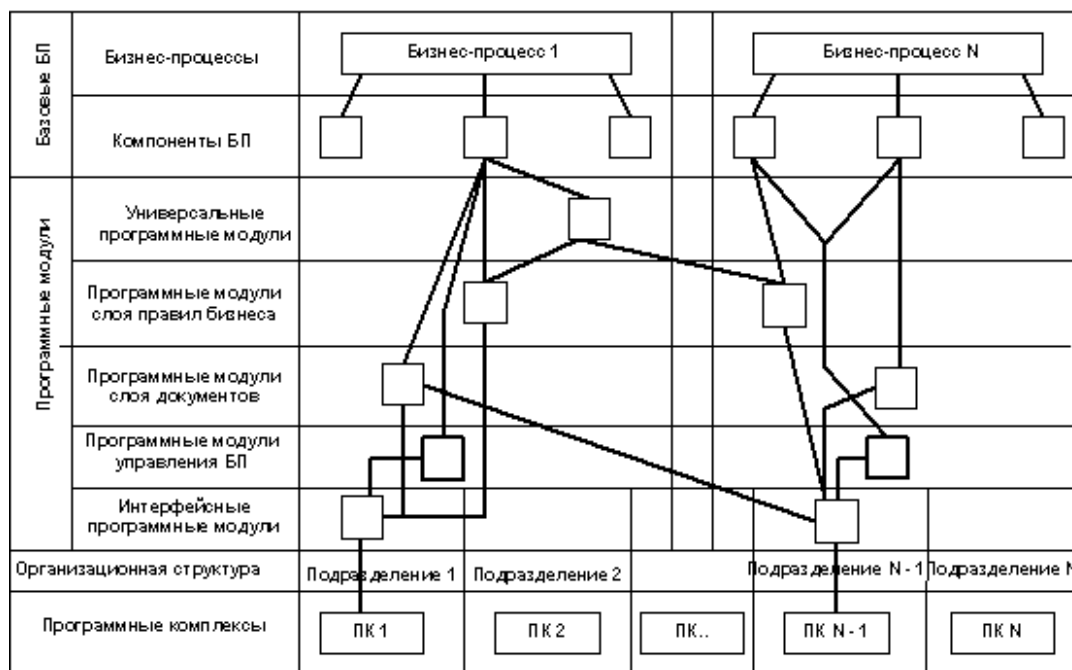 Базовые БП
Бизнес-процессы
Бизнес-процесс 1
Бизнес-процесс N
Компоненты БП
Программные модули
Универсальные
программные модули
Программные модули
слоя правил бизнеса
Программные модули
слоя документов
Программные модули
управления БП
Интерфейсные
программные модули
Организационная структура
Подразделение 1
Подразделение 2
Подразделение N - 1
Подразделение N
Программные комплексы
ПК 1
ПК 2
ПК..
ПК N - 1
ПК N